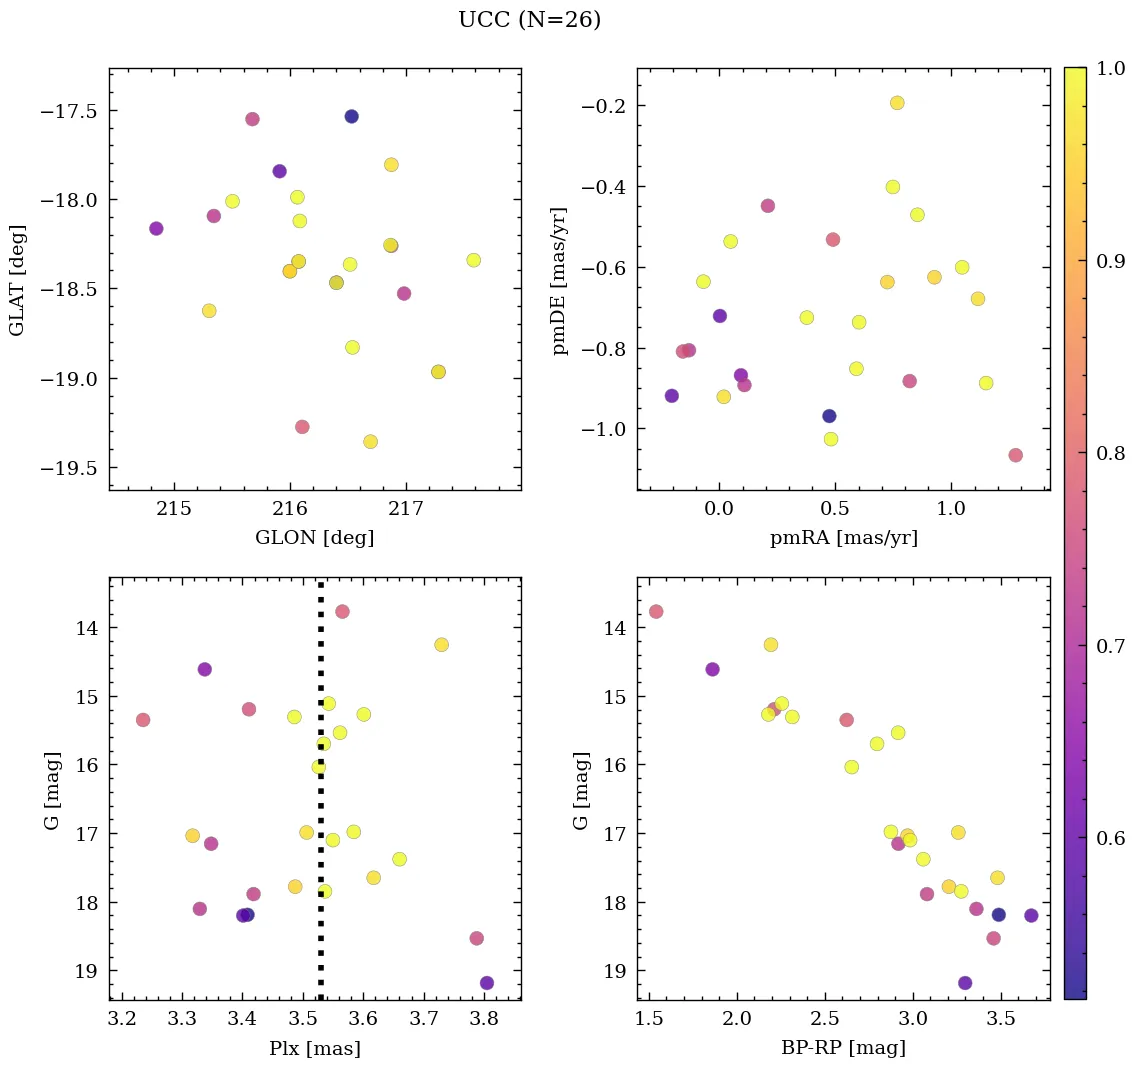 UCC (N=26)
−17.5
−18.0
−18.5
−19.0
−19.5
GLAT [deg]
215 216 217
GLON [deg]
−0.2
−0.4
−0.6
−0.8
−1.0
pmDE [mas/yr]
0.0 0.5 1.0
pmRA [mas/yr]
14
15
16
17
18
19
G [mag]
3.2 3.3 3.4 3.5 3.6 3.7 3.8
Plx [mas]
14
15
16
17
18
19
G [mag]
1.5 2.0 2.5 3.0 3.5
BP-RP [mag]
1.0
0.9
0.8
0.7
0.6